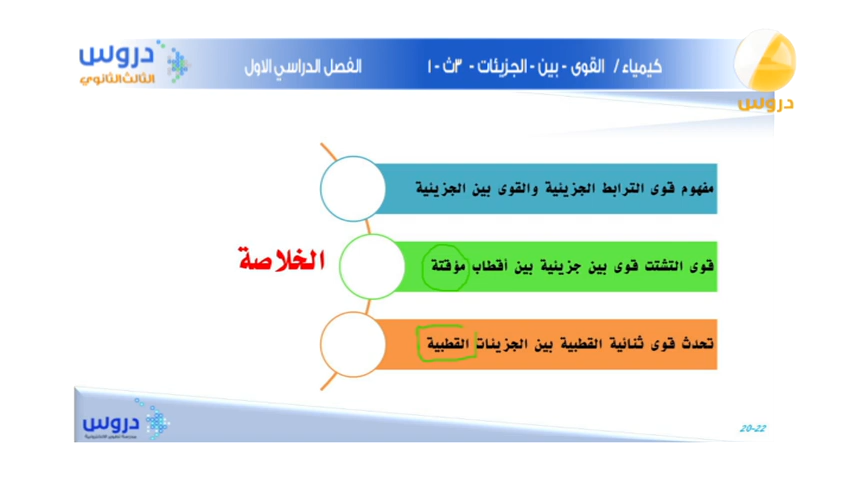 دروس
الثالث الثانوي
كيمياء / القوى - بين - الجزيئات - ٣ث - ١
الفصل الدراسي الاول
دروس
مفهوم قوى الترابط الجزيئية والقوى بين الجزيئية
قوى التشتت قوى بين جزيئية بين أقطاب مؤقتة
الخلاصة
تحدث قوى ثنائية القطبية بين الجزيئات القطبية
دروس
20-22